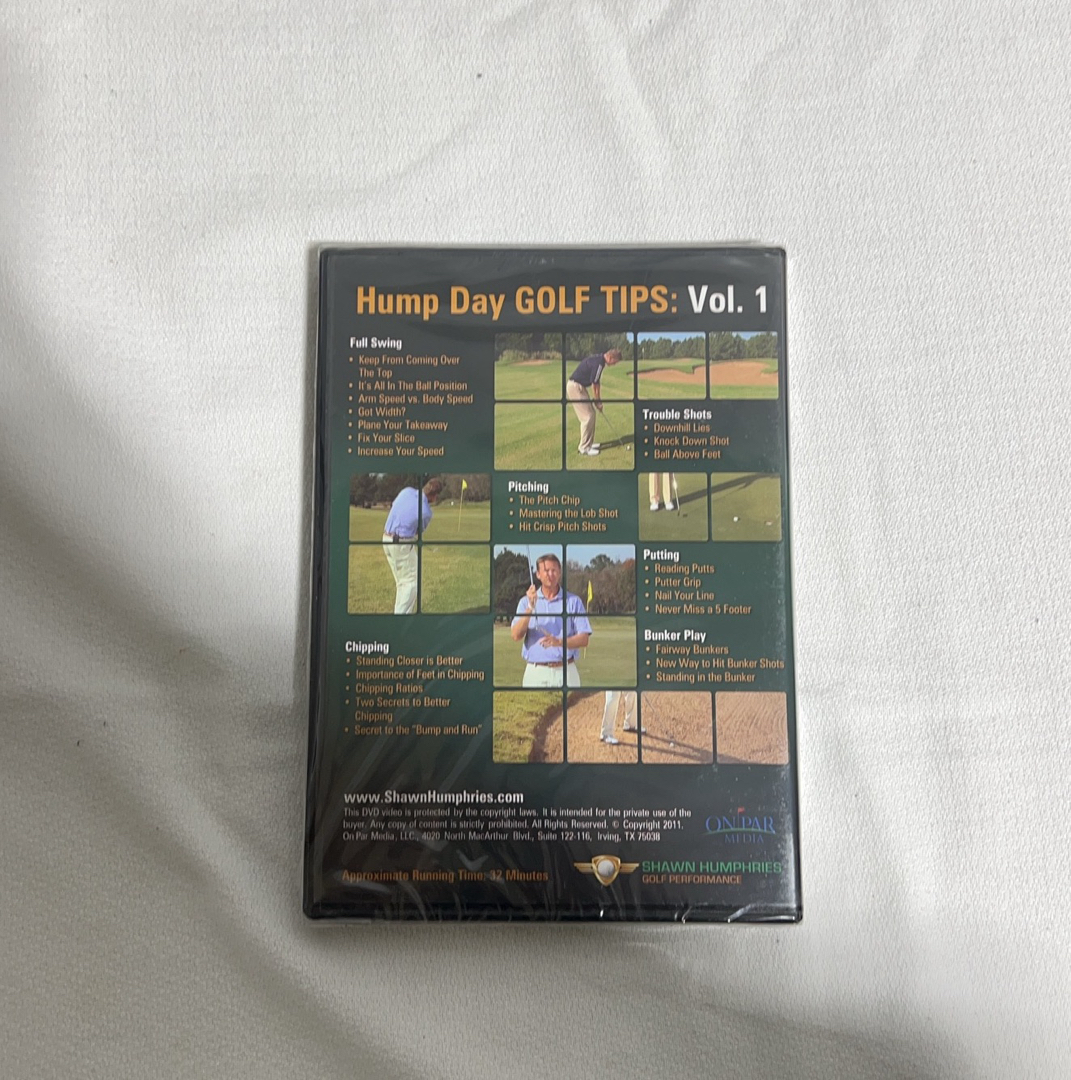 Hump Day GOLF TIPS: Vol. 1
Full Swing
• Keep From Coming Over
The Top
• It's All In The Ball Position
• Arm Speed vs. Body Speed
• Got Width?
• Plane Your Takeaway
• Fix Your Slice
• Increase Your Speed
Trouble Shots
• Downhill Lies
• Knock Down Shot
• Ball Above Feet
Pitching
• The Pitch Chip
• Mastering the Lob Shot
• Hit Crisp Pitch Shots
Putting
• Reading Putts
• Putter Grip
• Nail Your Line
• Never Miss a 5 Footer
Bunker Play
• Fairway Bunkers
• New Way to Hit Bunker Shots
• Standing in the Bunker
Chipping
• Standing Closer is Better
• Importance of Feet in Chipping
• Chipping Ratios
• Two Secrets to Better
Chipping
• Secret to the "Bump and Run"
www.ShawnHumphries.com
This DVD video is protected by the copyright laws. It is intended for the private use of the
buyer. Any copy of content is strictly prohibited. All Rights Reserved. © Copyright 2011.
On Par Media, LLC., 4020 North MacArthur Blvd., Suite 122-116, Irving, TX 75038
ON PAR
MEDIA
Approximate Running Time: 32 Minutes
SHAWN HUMPHRIES
GOLF PERFORMANCE